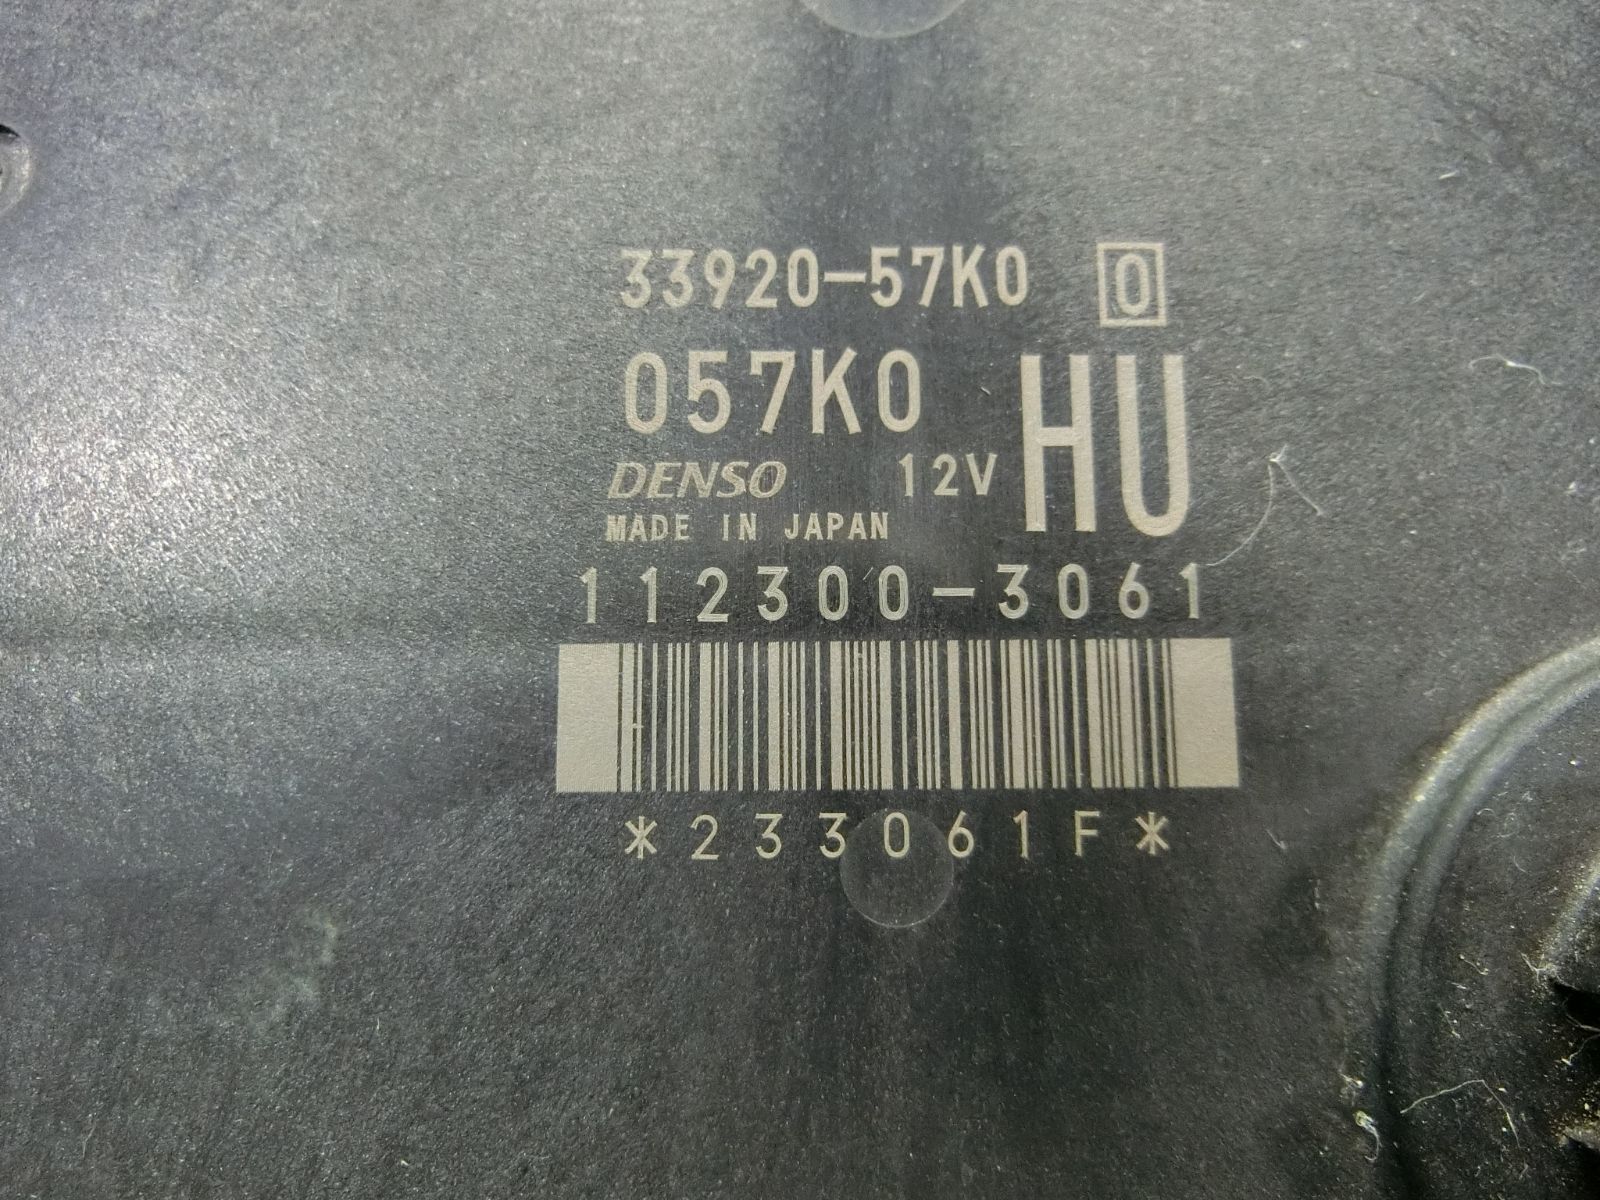 33920-57K0 0
057K0 HU
DENSO 12V
MADE IN JAPAN
112300-3061
*233061F*